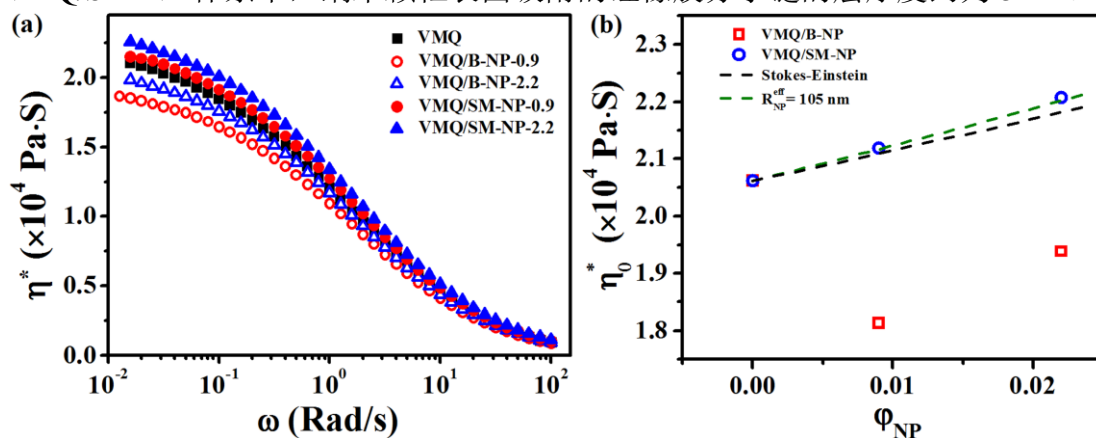 (a)
η* (×10⁴ Pa·S)
2.0
1.5
1.0
0.5
0.0
VMQ
VMQ/B-NP-0.9
VMQ/B-NP-2.2
VMQ/SM-NP-0.9
VMQ/SM-NP-2.2
10⁻² 10⁻¹ 10⁰ 10¹ 10²
ω (Rad/s)
(b)
η₀* (×10⁴ Pa·S)
2.3
2.2
2.1
2.0
1.9
1.8
VMQ/B-NP
VMQ/SM-NP
Stokes-Einstein
R_NP^eff = 105 nm
0.00 0.01 0.02
φ_NP